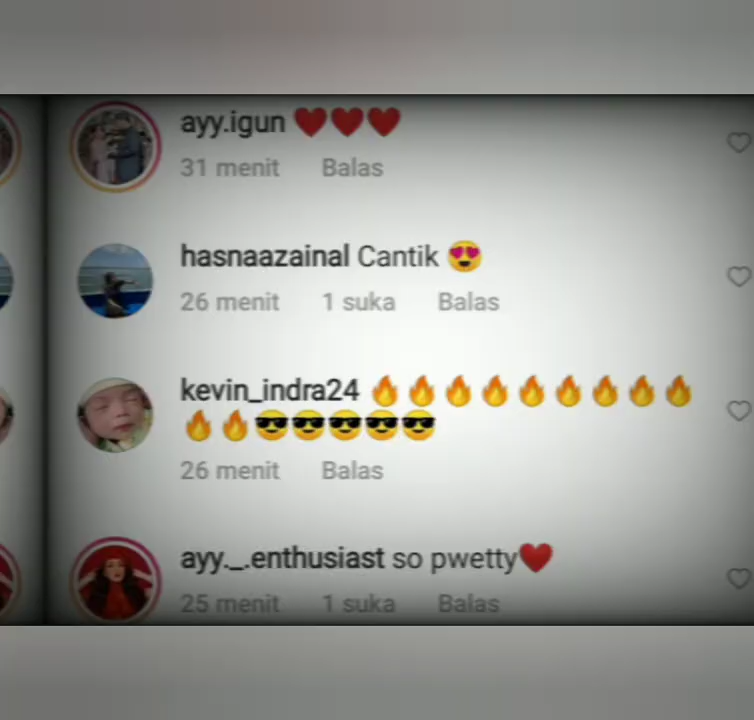 ayy.igun ❤️❤️❤️
31 menit Balas
hasnaazainal Cantik 😍
26 menit 1 suka Balas
kevin_indra24 🔥🔥🔥🔥🔥🔥🔥🔥🔥
🔥🔥😎😎😎😎😎
26 menit Balas
ayy._.enthusiast so pwetty❤️
25 menit 1 suka Balas